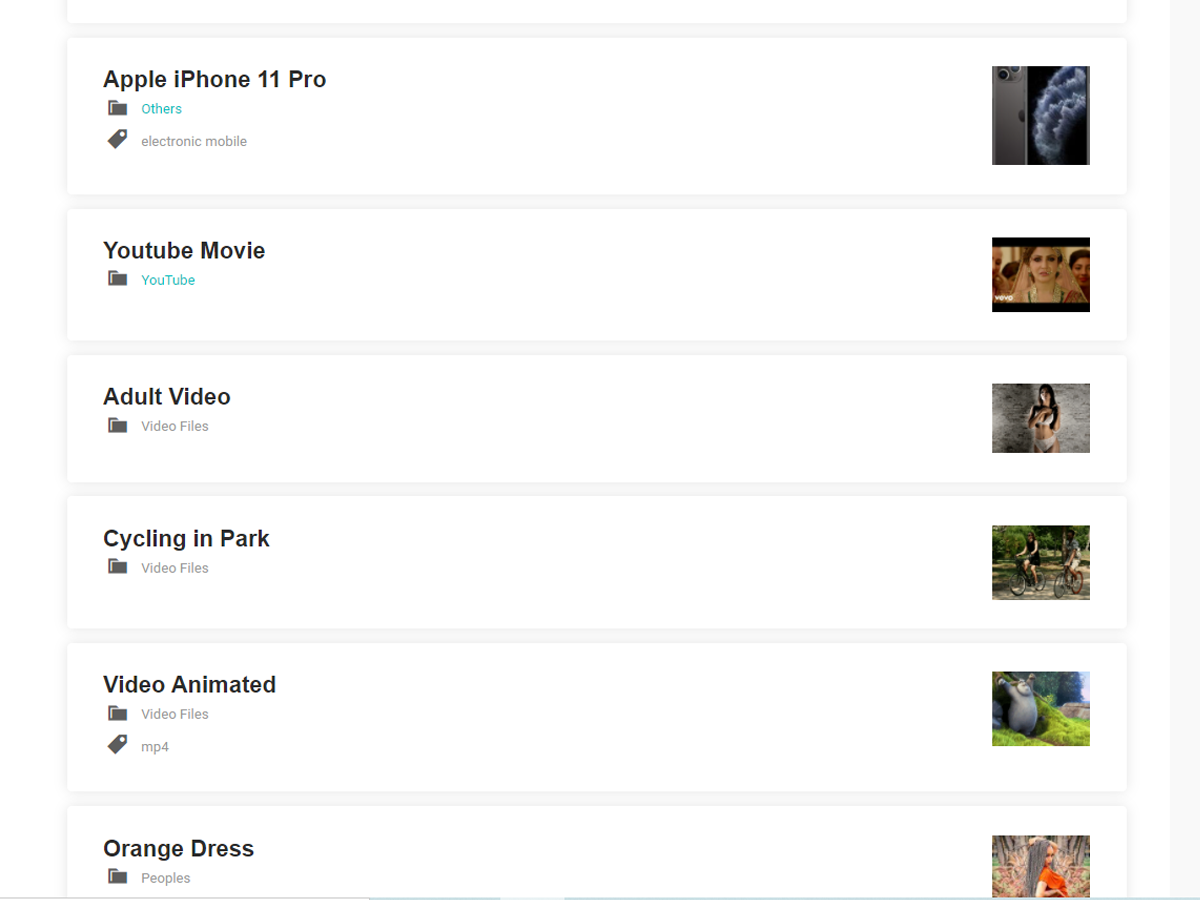 Apple iPhone 11 Pro
Others
electronic mobile
Youtube Movie
YouTube
vevo
Adult Video
Video Files
Cycling in Park
Video Files
Video Animated
Video Files
mp4
Orange Dress
Peoples